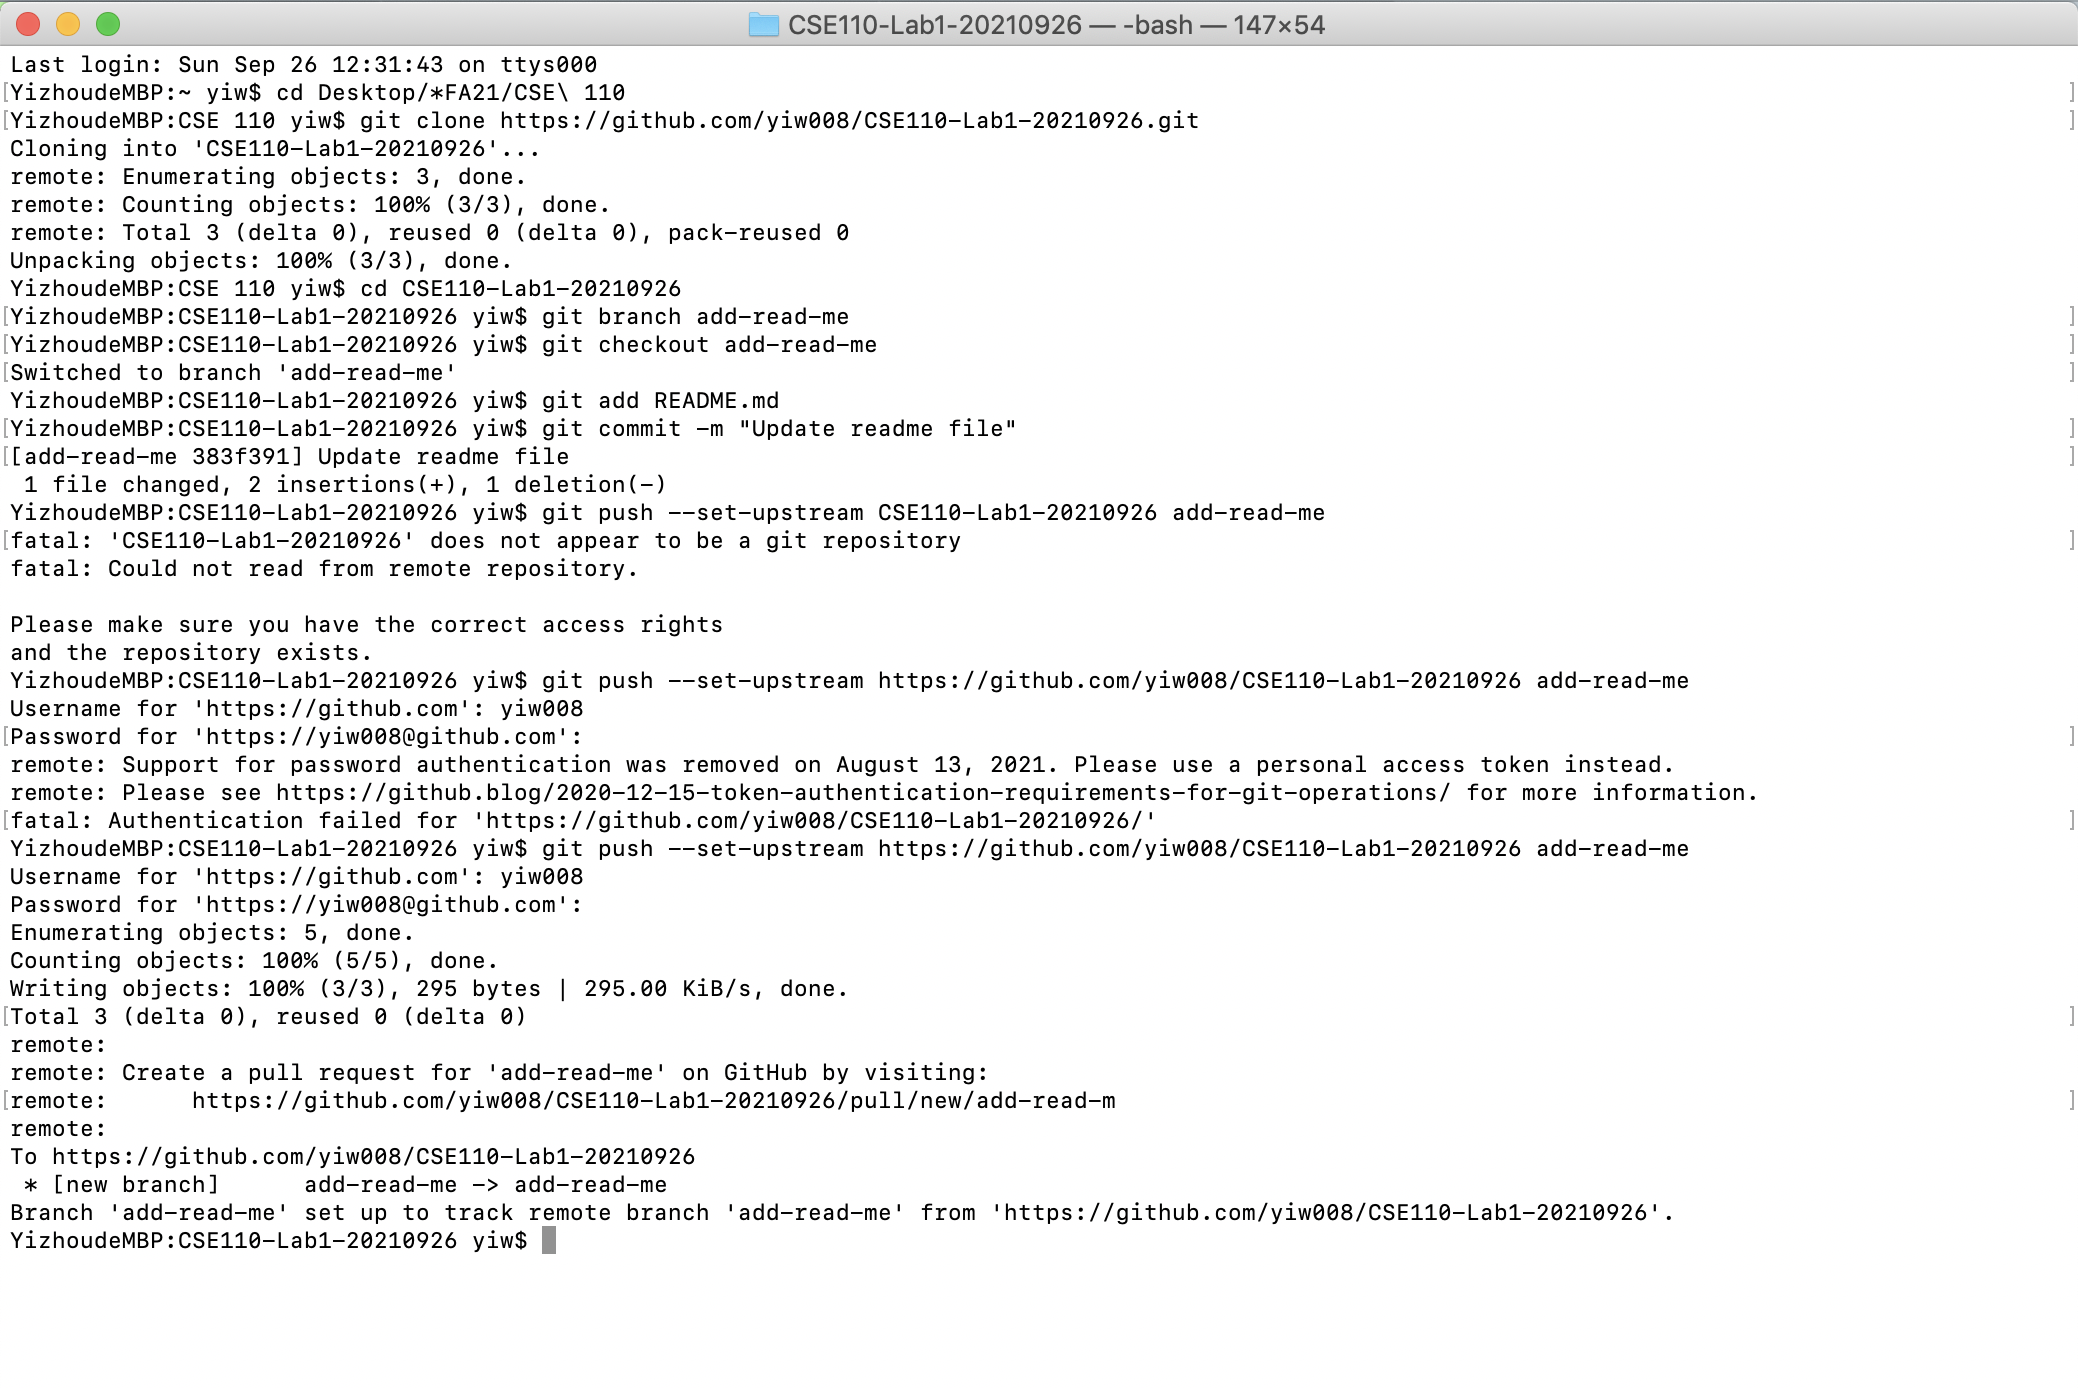 CSE110-Lab1-20210926 — -bash — 147×54
Last login: Sun Sep 26 12:31:43 on ttys000
[YizhoudeMBP:~ yiw$ cd Desktop/*FA21/CSE\ 110 ]
[YizhoudeMBP:CSE 110 yiw$ git clone https://github.com/yiw008/CSE110-Lab1-20210926.git ]
Cloning into 'CSE110-Lab1-20210926'...
remote: Enumerating objects: 3, done.
remote: Counting objects: 100% (3/3), done.
remote: Total 3 (delta 0), reused 0 (delta 0), pack-reused 0
Unpacking objects: 100% (3/3), done.
YizhoudeMBP:CSE 110 yiw$ cd CSE110-Lab1-20210926
[YizhoudeMBP:CSE110-Lab1-20210926 yiw$ git branch add-read-me ]
[YizhoudeMBP:CSE110-Lab1-20210926 yiw$ git checkout add-read-me ]
[Switched to branch 'add-read-me' ]
YizhoudeMBP:CSE110-Lab1-20210926 yiw$ git add README.md
[YizhoudeMBP:CSE110-Lab1-20210926 yiw$ git commit -m "Update readme file" ]
[[add-read-me 383f391] Update readme file ]
 1 file changed, 2 insertions(+), 1 deletion(-)
YizhoudeMBP:CSE110-Lab1-20210926 yiw$ git push --set-upstream CSE110-Lab1-20210926 add-read-me
[fatal: 'CSE110-Lab1-20210926' does not appear to be a git repository ]
fatal: Could not read from remote repository.

Please make sure you have the correct access rights
and the repository exists.
YizhoudeMBP:CSE110-Lab1-20210926 yiw$ git push --set-upstream https://github.com/yiw008/CSE110-Lab1-20210926 add-read-me
Username for 'https://github.com': yiw008
[Password for 'https://yiw008@github.com': ]
remote: Support for password authentication was removed on August 13, 2021. Please use a personal access token instead.
remote: Please see https://github.blog/2020-12-15-token-authentication-requirements-for-git-operations/ for more information.
[fatal: Authentication failed for 'https://github.com/yiw008/CSE110-Lab1-20210926/' ]
YizhoudeMBP:CSE110-Lab1-20210926 yiw$ git push --set-upstream https://github.com/yiw008/CSE110-Lab1-20210926 add-read-me
Username for 'https://github.com': yiw008
Password for 'https://yiw008@github.com':
Enumerating objects: 5, done.
Counting objects: 100% (5/5), done.
Writing objects: 100% (3/3), 295 bytes | 295.00 KiB/s, done.
[Total 3 (delta 0), reused 0 (delta 0) ]
remote:
remote: Create a pull request for 'add-read-me' on GitHub by visiting:
[remote:      https://github.com/yiw008/CSE110-Lab1-20210926/pull/new/add-read-m ]
remote:
To https://github.com/yiw008/CSE110-Lab1-20210926
 * [new branch]      add-read-me -> add-read-me
Branch 'add-read-me' set up to track remote branch 'add-read-me' from 'https://github.com/yiw008/CSE110-Lab1-20210926'.
YizhoudeMBP:CSE110-Lab1-20210926 yiw$